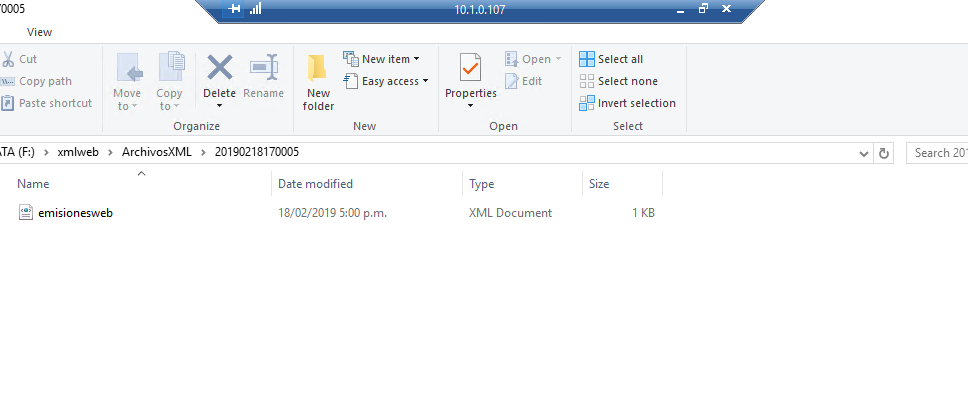 70005
10.1.0.107
View
Cut
Copy path
Paste shortcut
Move to
Copy to
Delete
Rename
New folder
New item
Easy access
Properties
Open
Edit
Select all
Select none
Invert selection
Organize
New
Open
Select
ATA (F:) > xmlweb > ArchivosXML > 20190218170005
Search 201
Name
Date modified
Type
Size
emisionesweb
18/02/2019 5:00 p.m.
XML Document
1 KB